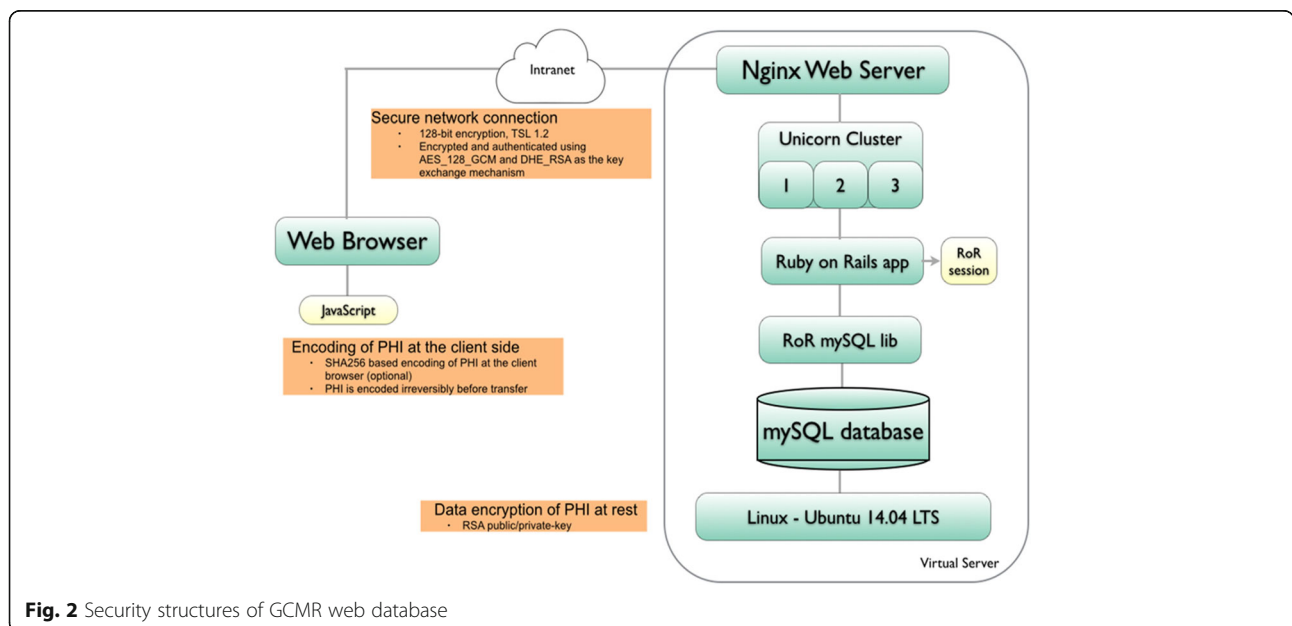 Intranet
Nginx Web Server
Secure network connection
· 128-bit encryption, TSL 1.2
· Encrypted and authenticated using
AES_128_GCM and DHE_RSA as the key
exchange mechanism
Unicorn Cluster
1 2 3
Web Browser
Ruby on Rails app
RoR
session
JavaScript
Encoding of PHI at the client side
· SHA256 based encoding of PHI at the client
browser (optional)
· PHI is encoded irreversibly before transfer
RoR mySQL lib
mySQL database
Data encryption of PHI at rest
· RSA public/private-key
Linux - Ubuntu 14.04 LTS
Virtual Server
Fig. 2 Security structures of GCMR web database